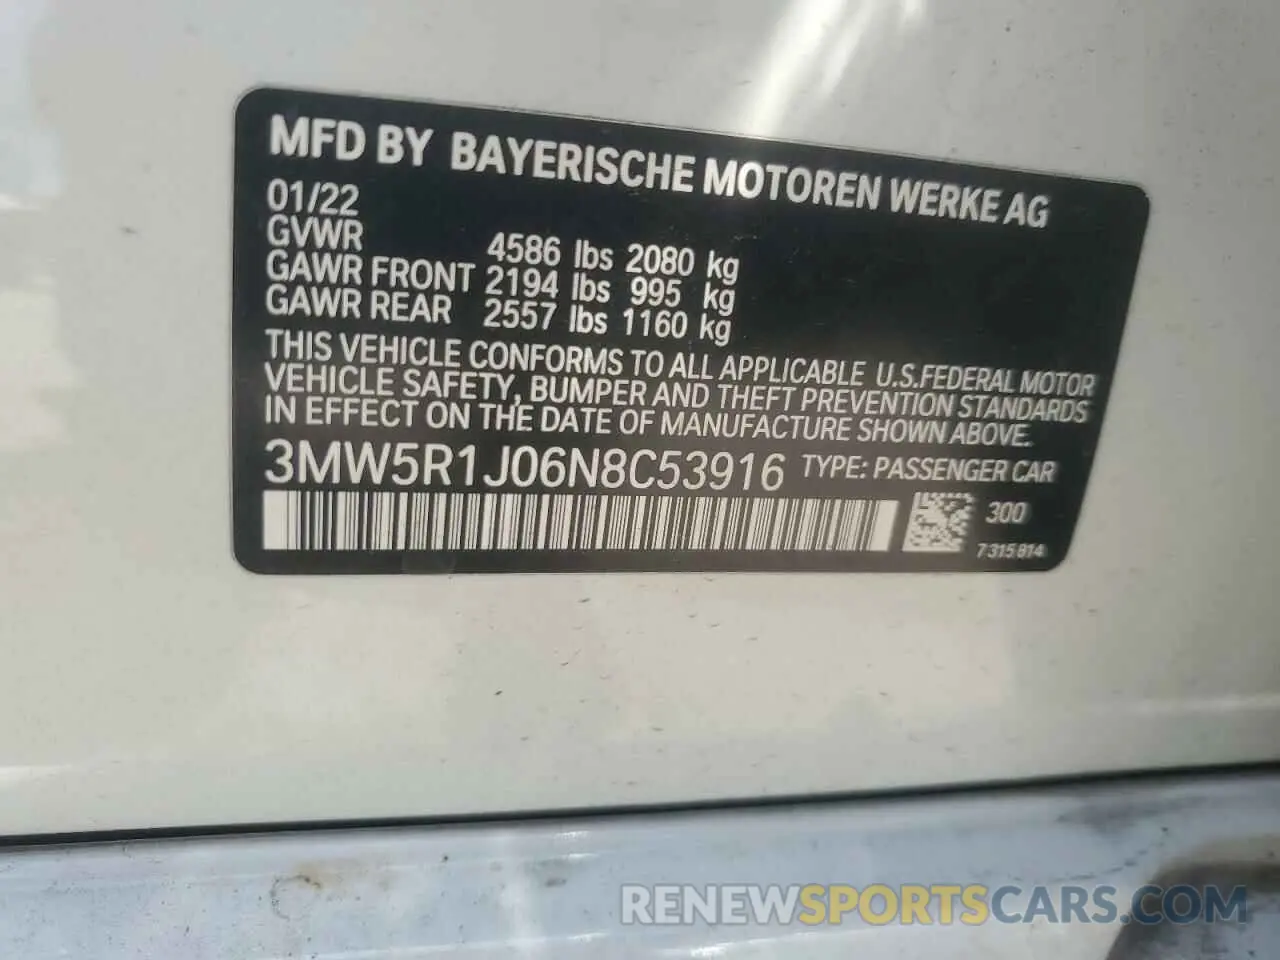 MFD BY BAYERISCHE MOTOREN WERKE AG
01/22
GVWR 4586 lbs 2080 kg
GAWR FRONT 2194 lbs 995 kg
GAWR REAR 2557 lbs 1160 kg
THIS VEHICLE CONFORMS TO ALL APPLICABLE U.S.FEDERAL MOTOR
VEHICLE SAFETY, BUMPER AND THEFT PREVENTION STANDARDS
IN EFFECT ON THE DATE OF MANUFACTURE SHOWN ABOVE.
3MW5R1J06N8C53916 TYPE: PASSENGER CAR
300
7315814
RENEWSPORTSCARS.COM